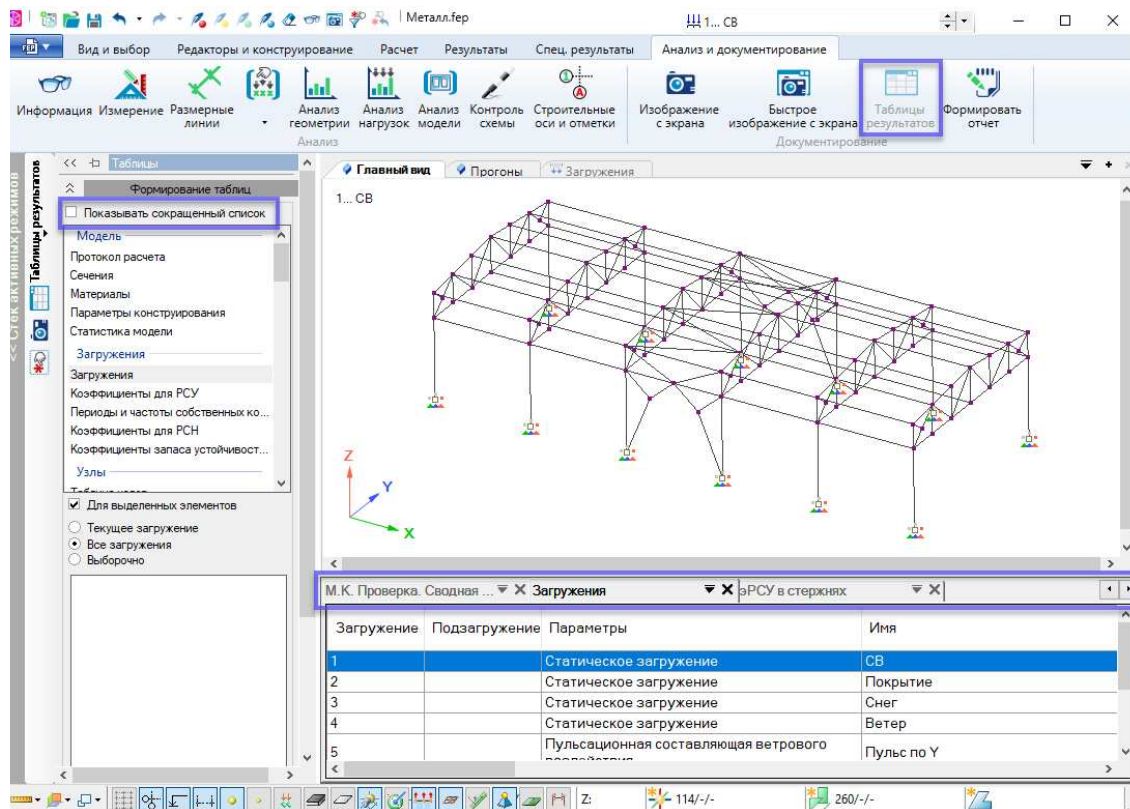 Металл.fep
1... СВ
Вид и выбор Редакторы и конструирование Расчет Результаты Спец. результаты Анализ и документирование
Информация Измерение Размерные линии Анализ геометрии Анализ нагрузок Анализ модели Контроль схемы Строительные оси и отметки Изображение с экрана Быстрое изображение с экрана Таблицы результатов Формировать отчет
Анализ Документирование
<< Стек активных режимов
Таблицы результатов
<< Таблицы
Формирование таблиц
Показывать сокращенный список
Модель
Протокол расчета
Сечения
Материалы
Параметры конструирования
Статистика модели
Загружения
Загружения
Коэффициенты для РСУ
Периоды и частоты собственных ко...
Коэффициенты для РСН
Коэффициенты запаса устойчивост...
Узлы
Для выделенных элементов
Текущее загружение
Все загружения
Выборочно
Главный вид Прогоны Загружения
1... СВ
Z
Y
X
М.К. Проверка. Сводная ... Загружения эРСУ в стержнях
Загружение Подзагружение Параметры Имя
1 Статическое загружение СВ
2 Статическое загружение Покрытие
3 Статическое загружение Снег
4 Статическое загружение Ветер
5 Пульсационная составляющая ветрового Пульс по Y
Z: 114/-/- 260/-/-